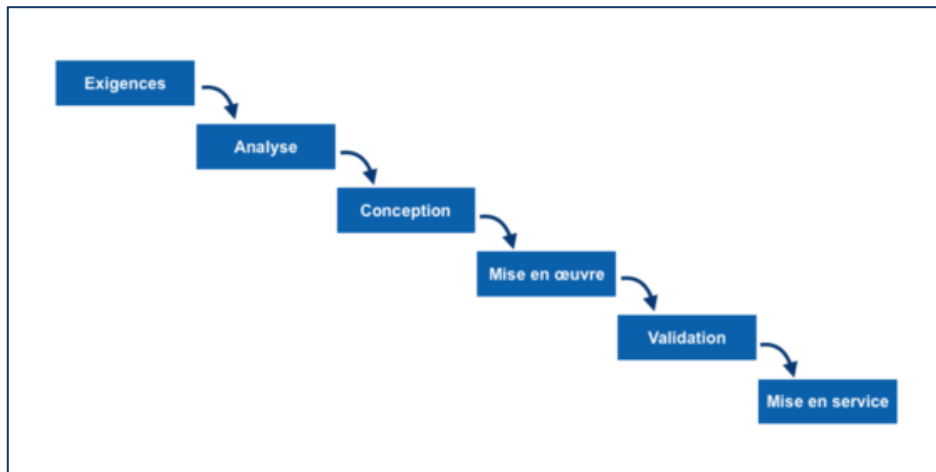 Exigences
Analyse
Conception
Mise en œuvre
Validation
Mise en service